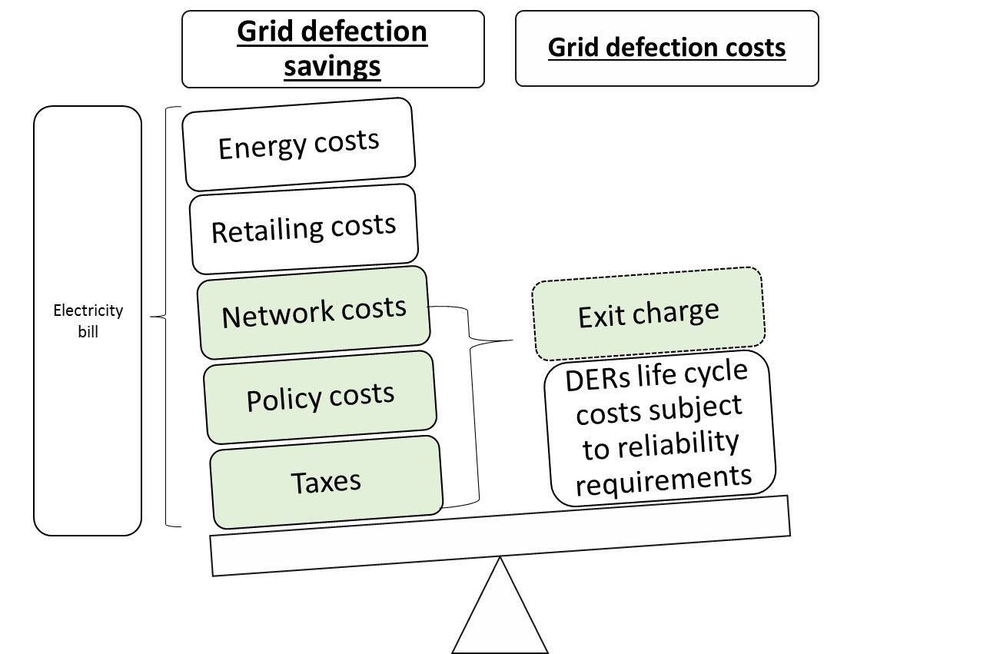 Grid defection
savings
Grid defection costs
Electricity
bill
Energy costs
Retailing costs
Network costs
Policy costs
Taxes
Exit charge
DERs life cycle
costs subject
to reliability
requirements